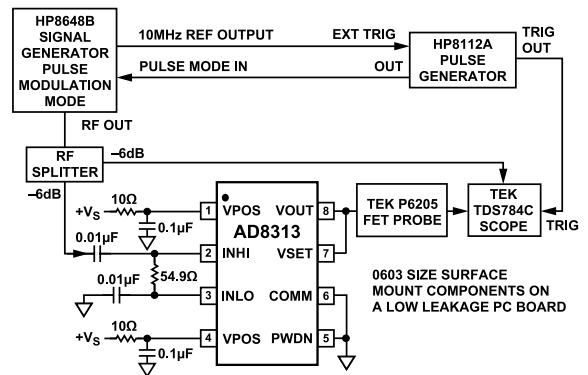 HP8648B
SIGNAL
GENERATOR
PULSE
MODULATION
MODE
10MHz REF OUTPUT
EXT TRIG
PULSE MODE IN
OUT
HP8112A
PULSE
GENERATOR
TRIG
OUT
RF OUT
RF
SPLITTER
–6dB
–6dB
+VS
10Ω
0.1µF
0.01µF
54.9Ω
0.01µF
+VS
10Ω
0.1µF
1
VPOS
2
INHI
3
INLO
4
VPOS
AD8313
VOUT
8
VSET
7
COMM
6
PWDN
5
TEK P6205
FET PROBE
TEK
TDS784C
SCOPE
TRIG
0603 SIZE SURFACE
MOUNT COMPONENTS ON
A LOW LEAKAGE PC BOARD